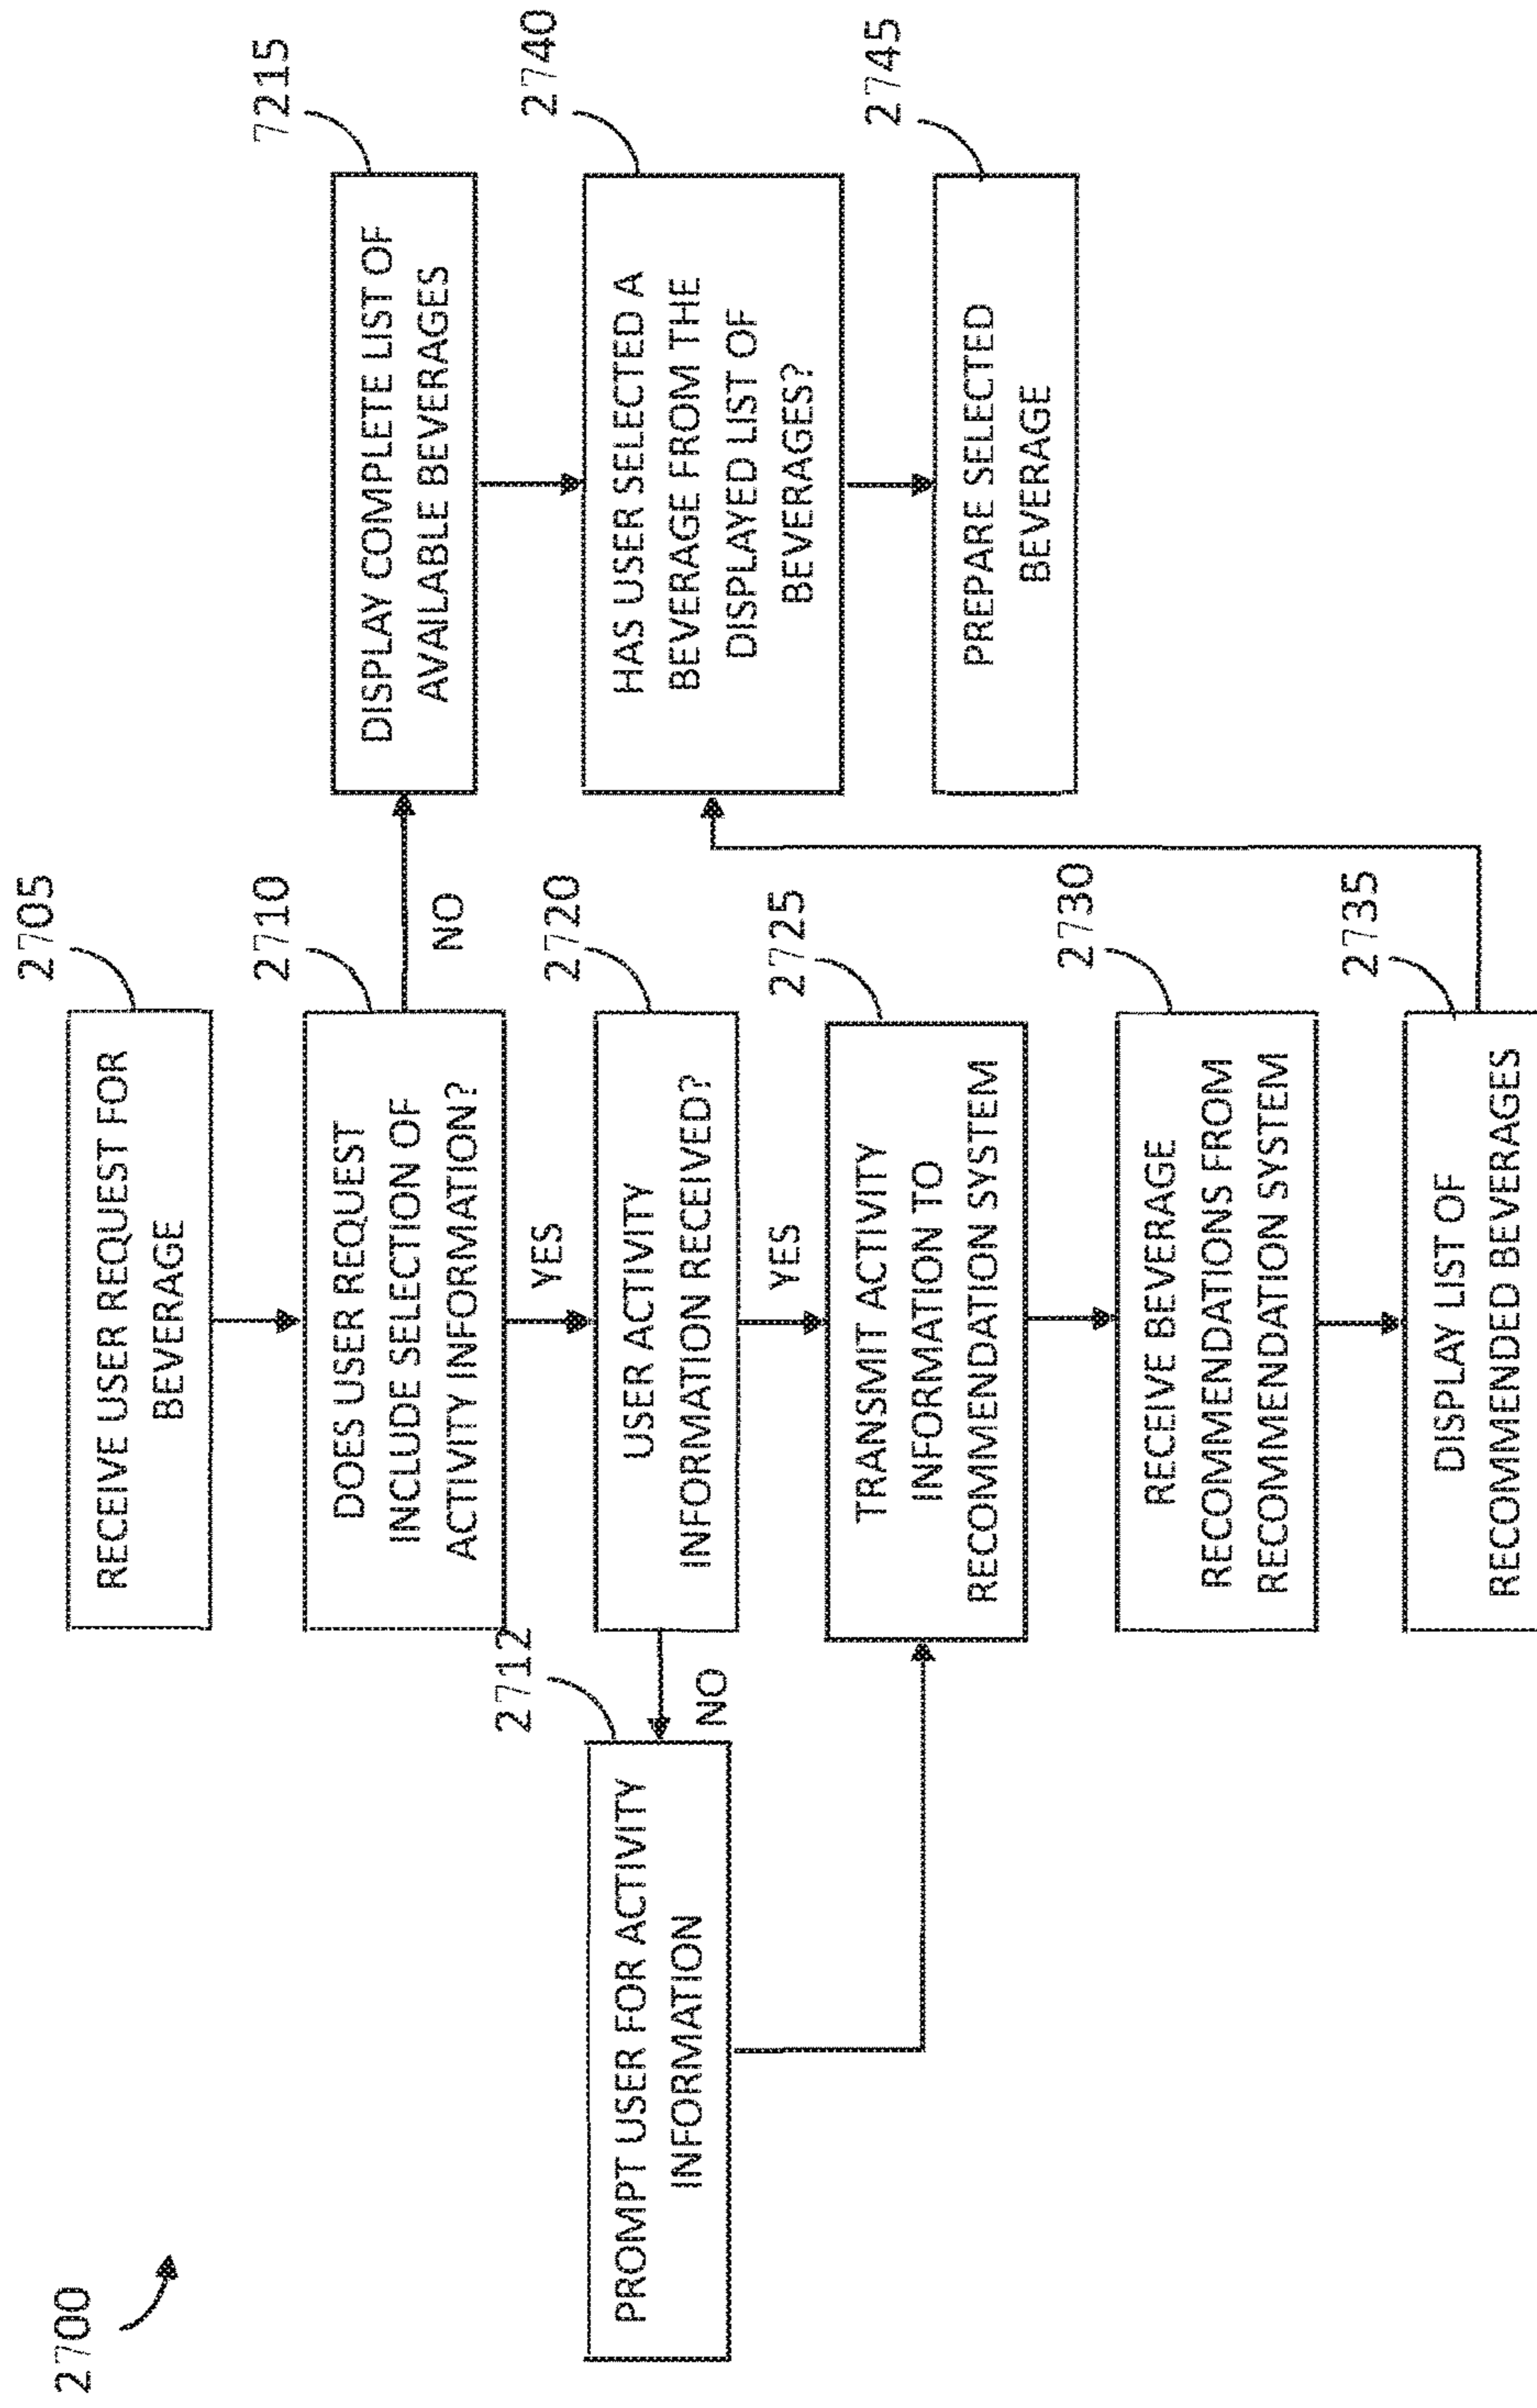 2700
2705
RECEIVE USER REQUEST FOR
BEVERAGE
2710
DOES USER REQUEST
INCLUDE SELECTION OF
ACTIVITY INFORMATION?
NO
7215
DISPLAY COMPLETE LIST OF
AVAILABLE BEVERAGES
YES
2712
PROMPT USER FOR ACTIVITY
INFORMATION
NO
2720
USER ACTIVITY
INFORMATION RECEIVED?
YES
2740
HAS USER SELECTED A
BEVERAGE FROM THE
DISPLAYED LIST OF
BEVERAGES?
2725
TRANSMIT ACTIVITY
INFORMATION TO
RECOMMENDATION SYSTEM
2745
PREPARE SELECTED
BEVERAGE
2730
RECEIVE BEVERAGE
RECOMMENDATIONS FROM
RECOMMENDATION SYSTEM
2735
DISPLAY LIST OF
RECOMMENDED BEVERAGES